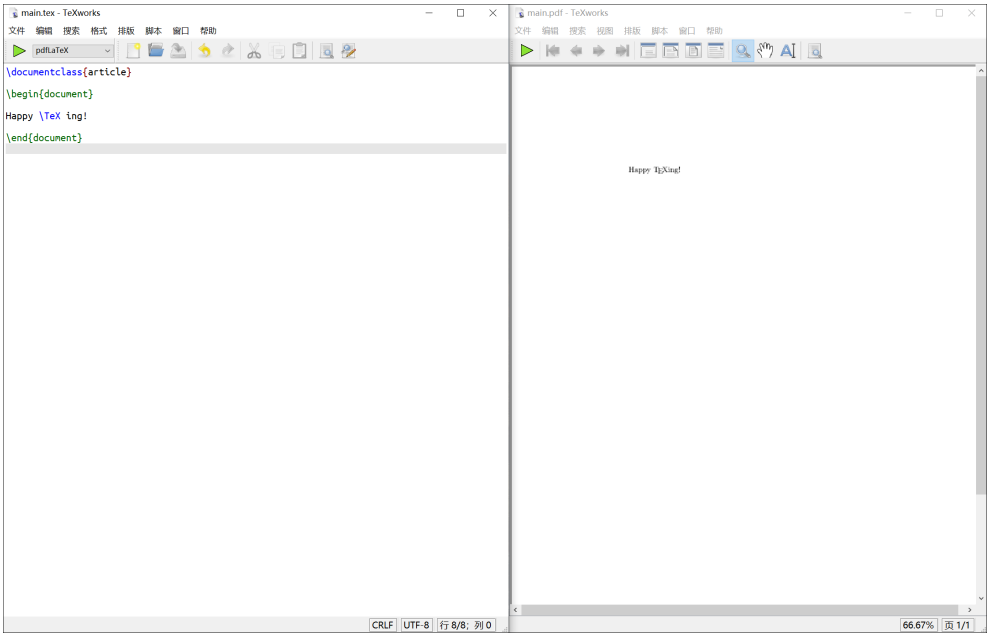 main.tex - TeXworks
文件 编辑 搜索 格式 排版 脚本 窗口 帮助
pdfLaTeX
\documentclass{article}
\begin{document}
Happy \TeX ing!
\end{document}
CRLF UTF-8 行 8/8; 列 0
main.pdf - TeXworks
文件 编辑 搜索 视图 排版 脚本 窗口 帮助
Happy TEXing!
66.67% 页 1/1